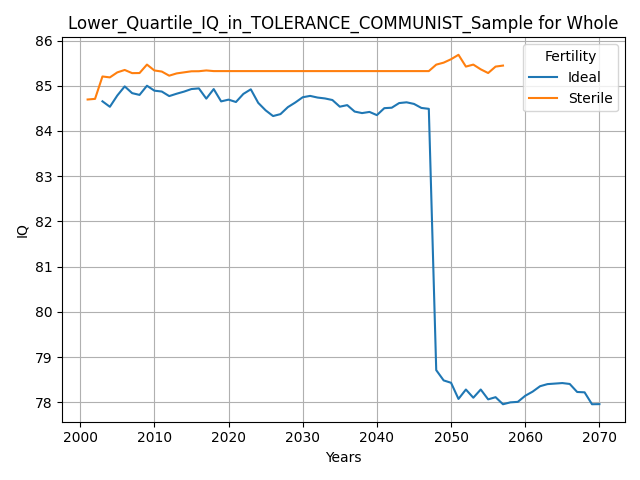 Lower_Quartile_IQ_in_TOLERANCE_COMMUNIST_Sample for Whole
Fertility
Ideal
Sterile
IQ
86
85
84
83
82
81
80
79
78
2000 2010 2020 2030 2040 2050 2060 2070
Years